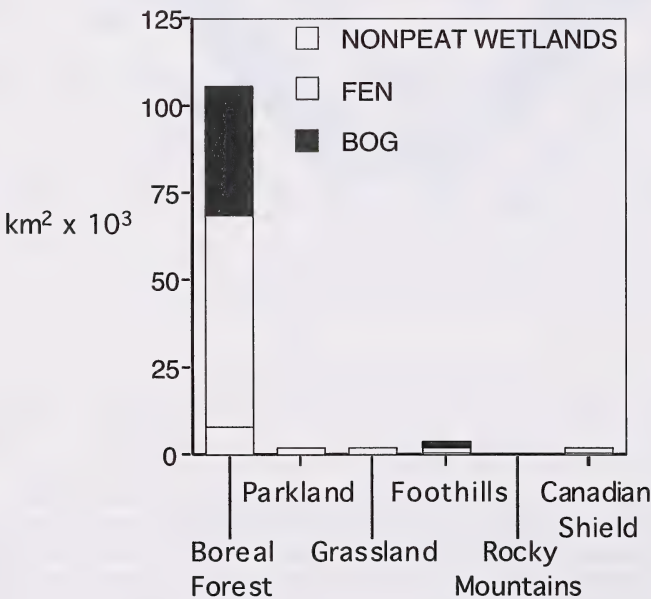 125
NONPEAT WETLANDS
FEN
100
BOG
75
km² x 10³
50
25
0
Parkland Foothills Canadian
Shield
Boreal Grassland Rocky
Forest Mountains